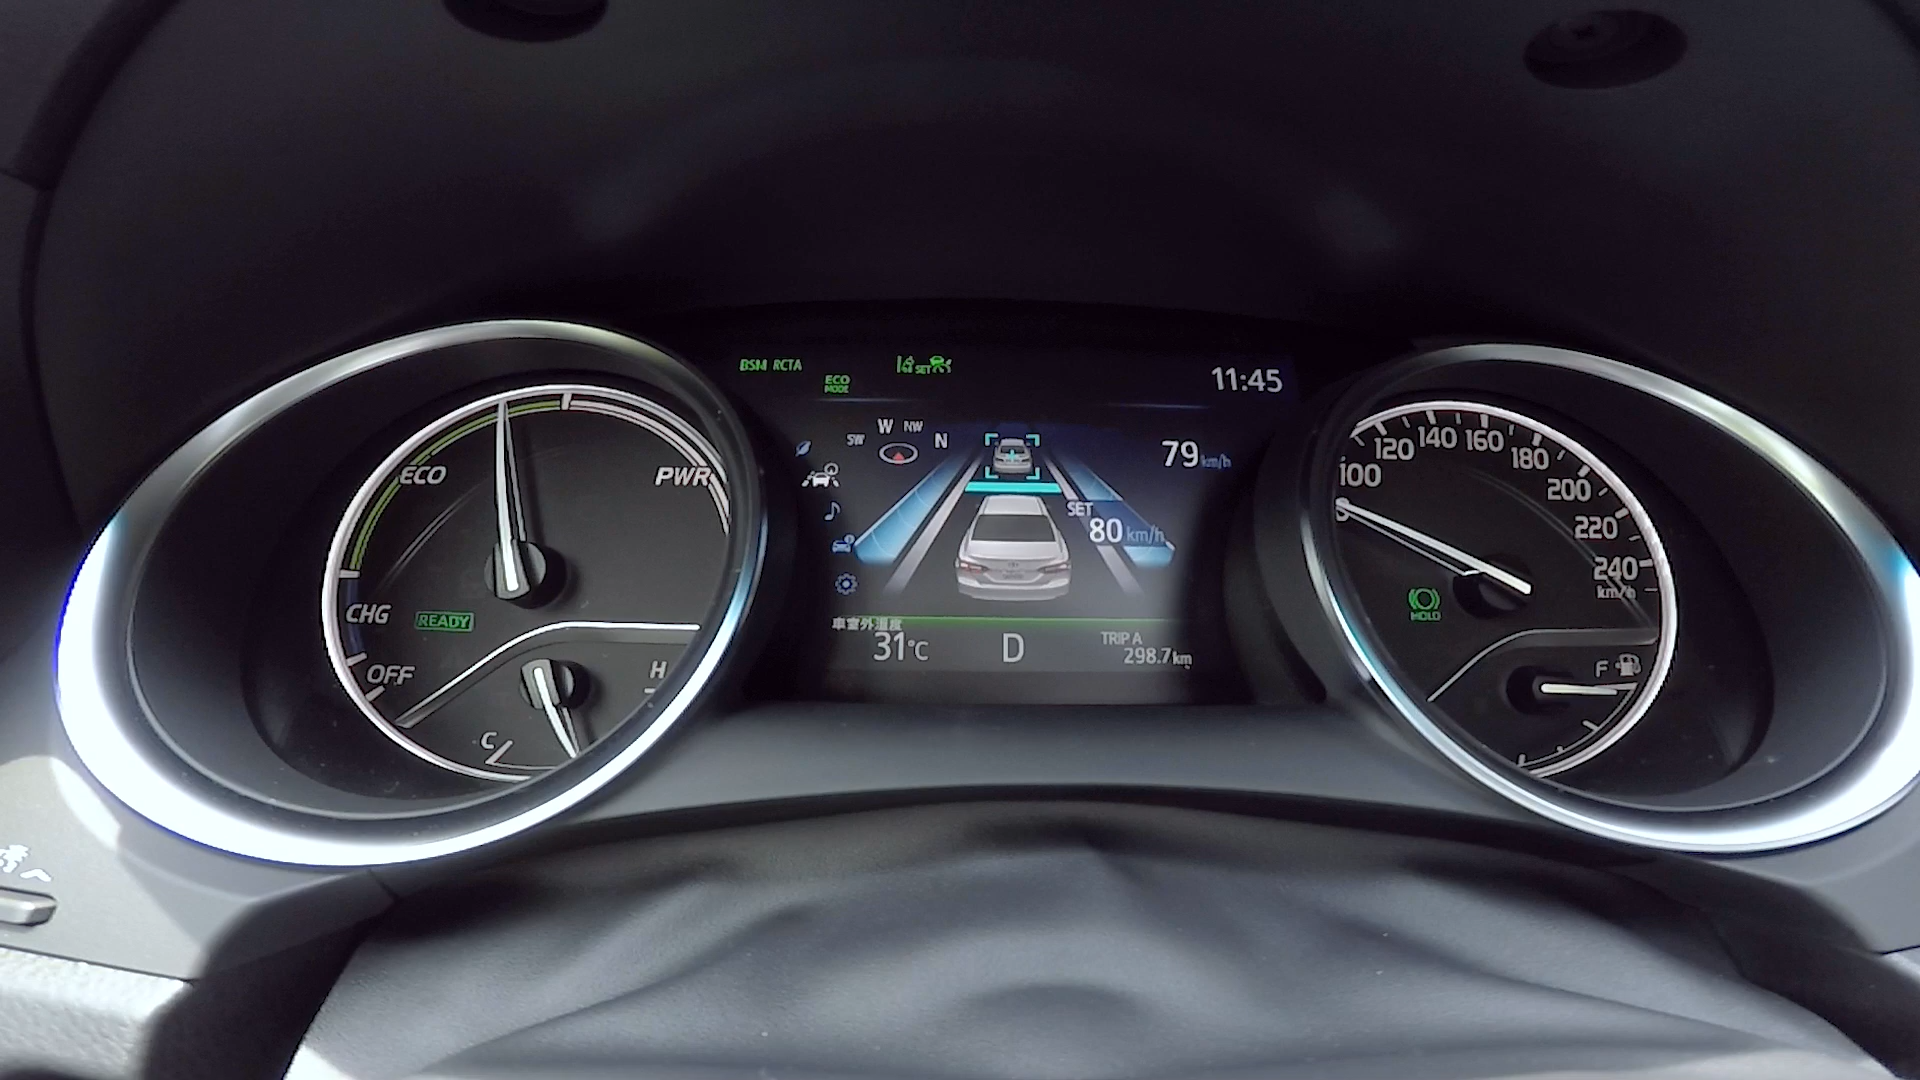 BSM RCTA
ECO
MODE
SET
11:45
W NW
SW
N
79 km/h
SET
80 km/h
車室外温度
31℃
D
TRIP A
298.7 km
ECO
PWR
CHG
READY
OFF
H
C
100
120
140
160
180
200
220
240
km/h
HOLD
F